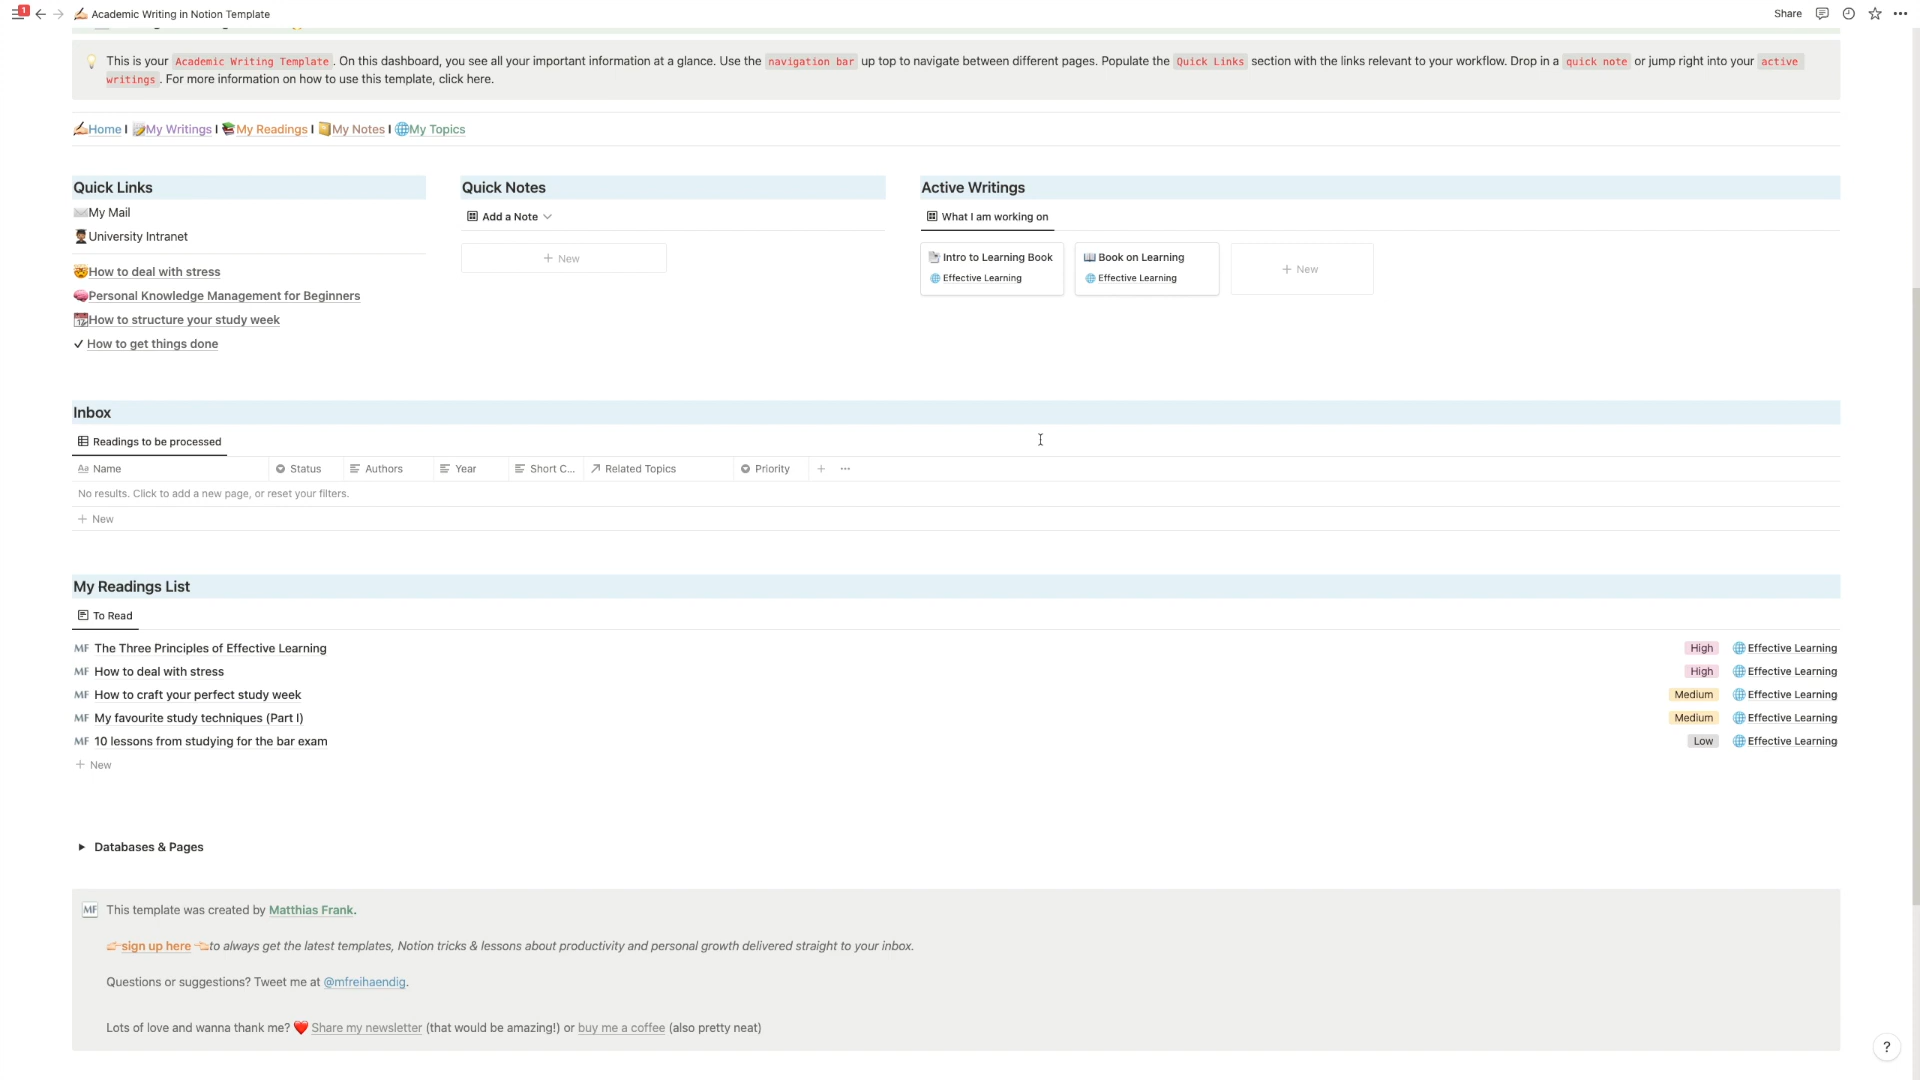 1
Academic Writing in Notion Template
Share
This is your Academic Writing Template. On this dashboard, you see all your important information at a glance. Use the navigation bar up top to navigate between different pages. Populate the Quick Links section with the links relevant to your workflow. Drop in a quick note or jump right into your active
writings. For more information on how to use this template, click here.
Home I My Writings I My Readings I My Notes I My Topics
Quick Links
My Mail
University Intranet
How to deal with stress
Personal Knowledge Management for Beginners
How to structure your study week
How to get things done
Quick Notes
Add a Note
+ New
Active Writings
What I am working on
Intro to Learning Book
Effective Learning
Book on Learning
Effective Learning
+ New
Inbox
Readings to be processed
Aa Name Status Authors Year Short C... Related Topics Priority + ...
No results. Click to add a new page, or reset your filters.
+ New
My Readings List
To Read
MF The Three Principles of Effective Learning High Effective Learning
MF How to deal with stress High Effective Learning
MF How to craft your perfect study week Medium Effective Learning
MF My favourite study techniques (Part I) Medium Effective Learning
MF 10 lessons from studying for the bar exam Low Effective Learning
+ New
Databases & Pages
MF This template was created by Matthias Frank.
sign up here to always get the latest templates, Notion tricks & lessons about productivity and personal growth delivered straight to your inbox.
Questions or suggestions? Tweet me at @mfreihaendig.
Lots of love and wanna thank me? ❤️ Share my newsletter (that would be amazing!) or buy me a coffee (also pretty neat)
?